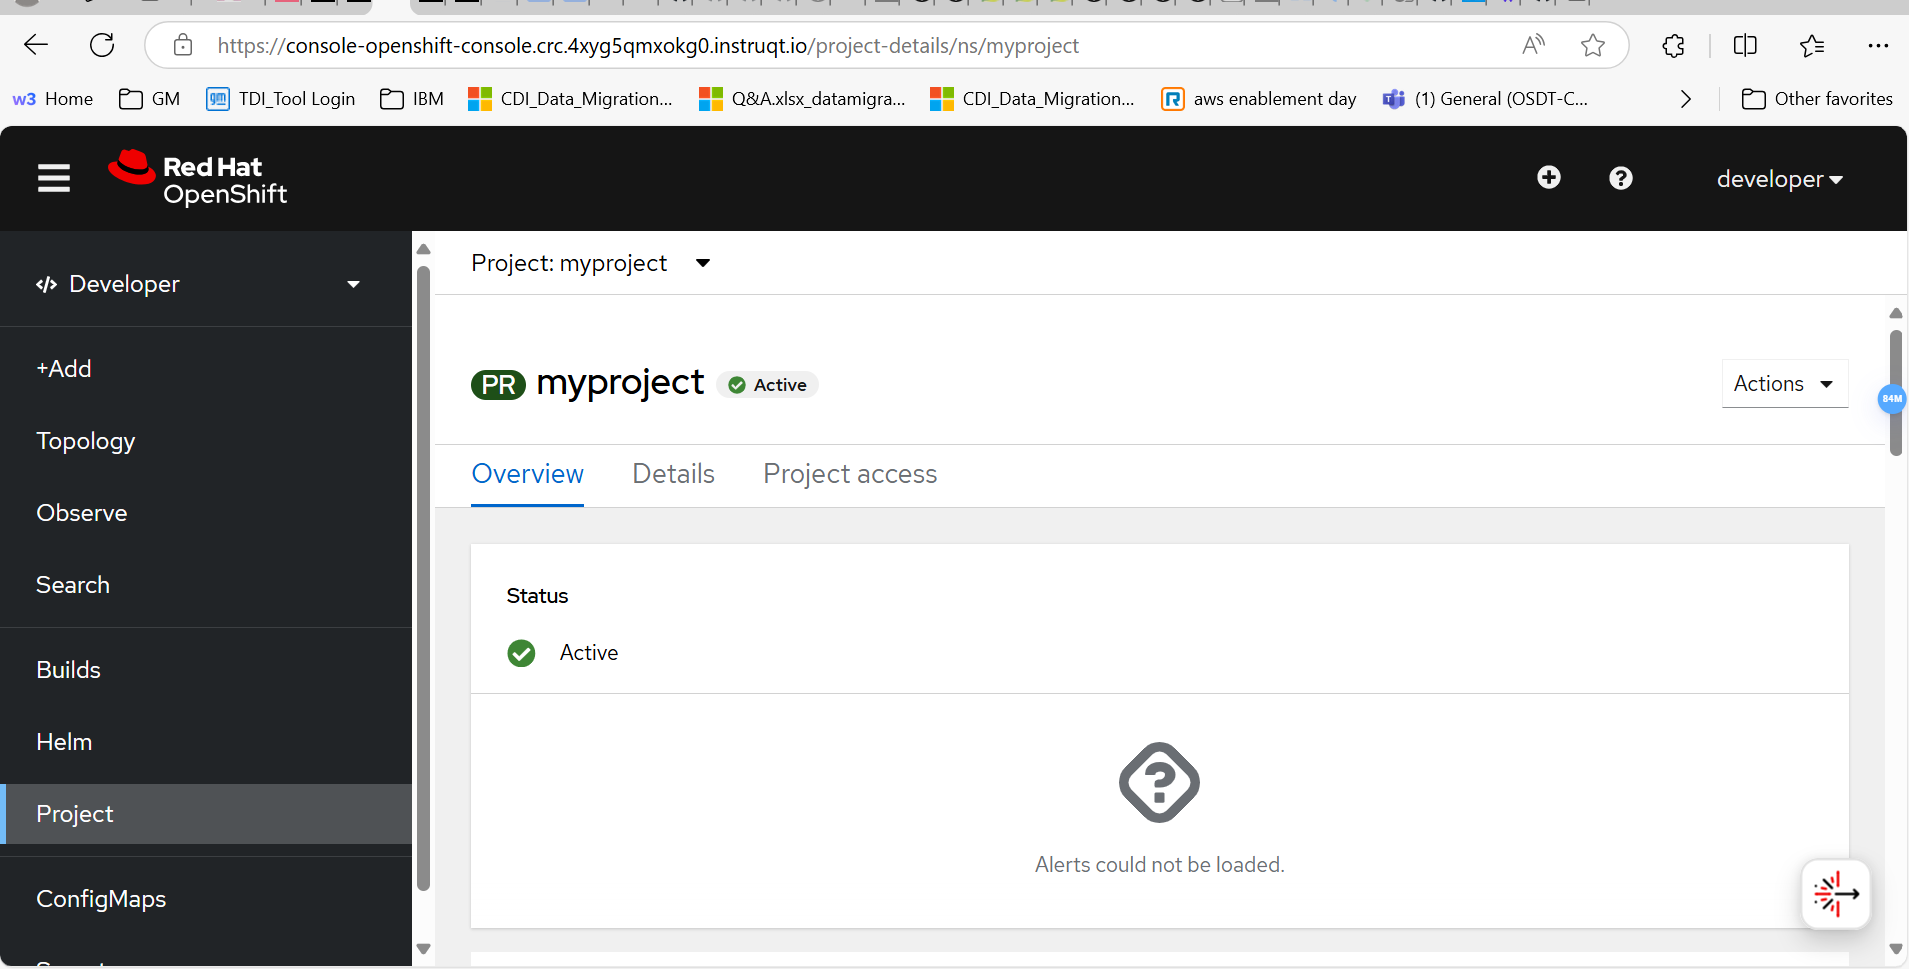 https://console-openshift-console.crc.4xyg5qmxokg0.instruqt.io/project-details/ns/myproject
w3 Home GM gm TDI_Tool Login IBM CDI_Data_Migration... Q&A.xlsx_datamigra... CDI_Data_Migration... aws enablement day (1) General (OSDT-C... Other favorites
Red Hat
OpenShift
developer
Developer
+Add
Topology
Observe
Search
Builds
Helm
Project
ConfigMaps
Project: myproject
PR myproject Active
Actions
84M
Overview Details Project access
Status
Active
Alerts could not be loaded.